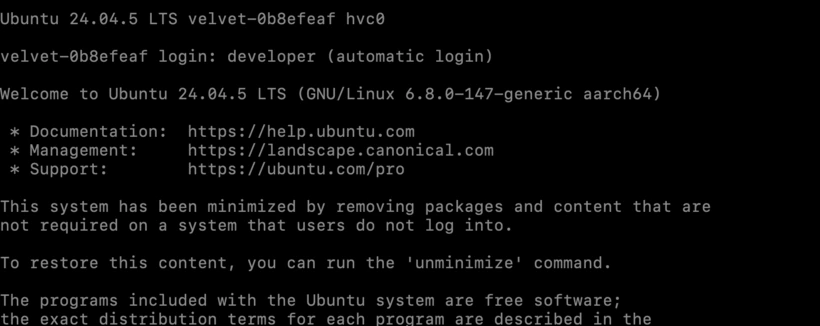 Ubuntu 24.04.5 LTS velvet-0b8efeaf hvc0
velvet-0b8efeaf login: developer (automatic login)
Welcome to Ubuntu 24.04.5 LTS (GNU/Linux 6.8.0-147-generic aarch64)
* Documentation:  https://help.ubuntu.com
* Management:     https://landscape.canonical.com
* Support:        https://ubuntu.com/pro
This system has been minimized by removing packages and content that are
not required on a system that users do not log into.
To restore this content, you can run the 'unminimize' command.
The programs included with the Ubuntu system are free software;
the exact distribution terms for each program are described in the